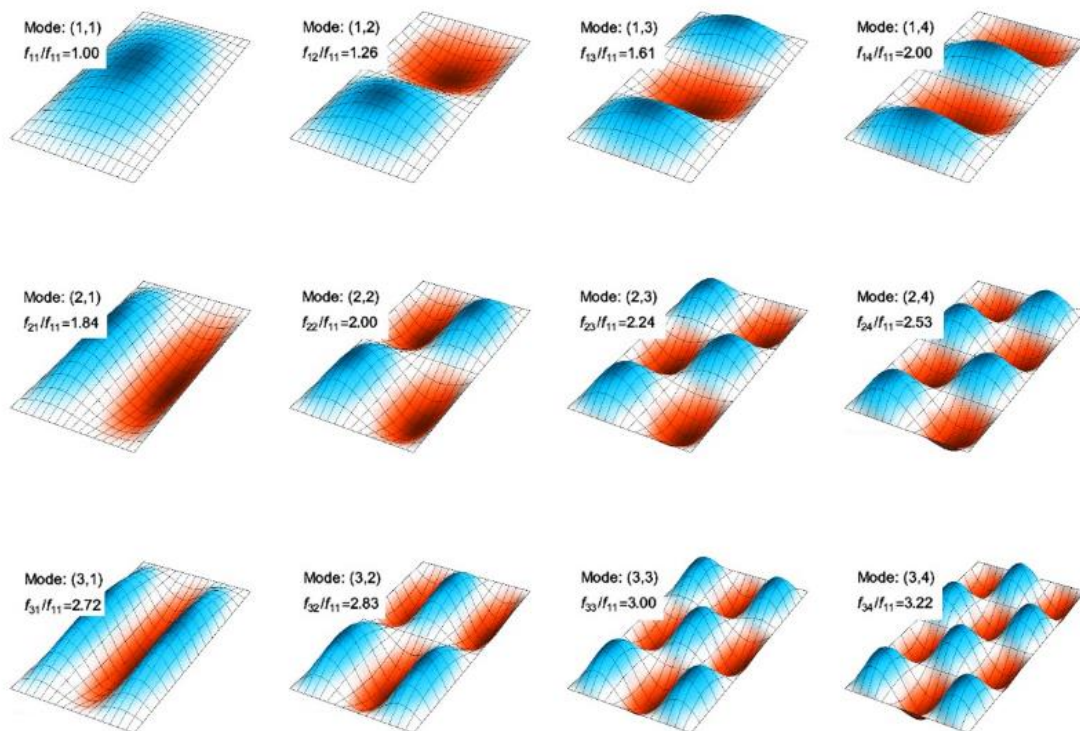 Mode: (1,1)
f11/f11=1.00
Mode: (1,2)
f12/f11=1.26
Mode: (1,3)
f13/f11=1.61
Mode: (1,4)
f14/f11=2.00
Mode: (2,1)
f21/f11=1.84
Mode: (2,2)
f22/f11=2.00
Mode: (2,3)
f23/f11=2.24
Mode: (2,4)
f24/f11=2.53
Mode: (3,1)
f31/f11=2.72
Mode: (3,2)
f32/f11=2.83
Mode: (3,3)
f33/f11=3.00
Mode: (3,4)
f34/f11=3.22